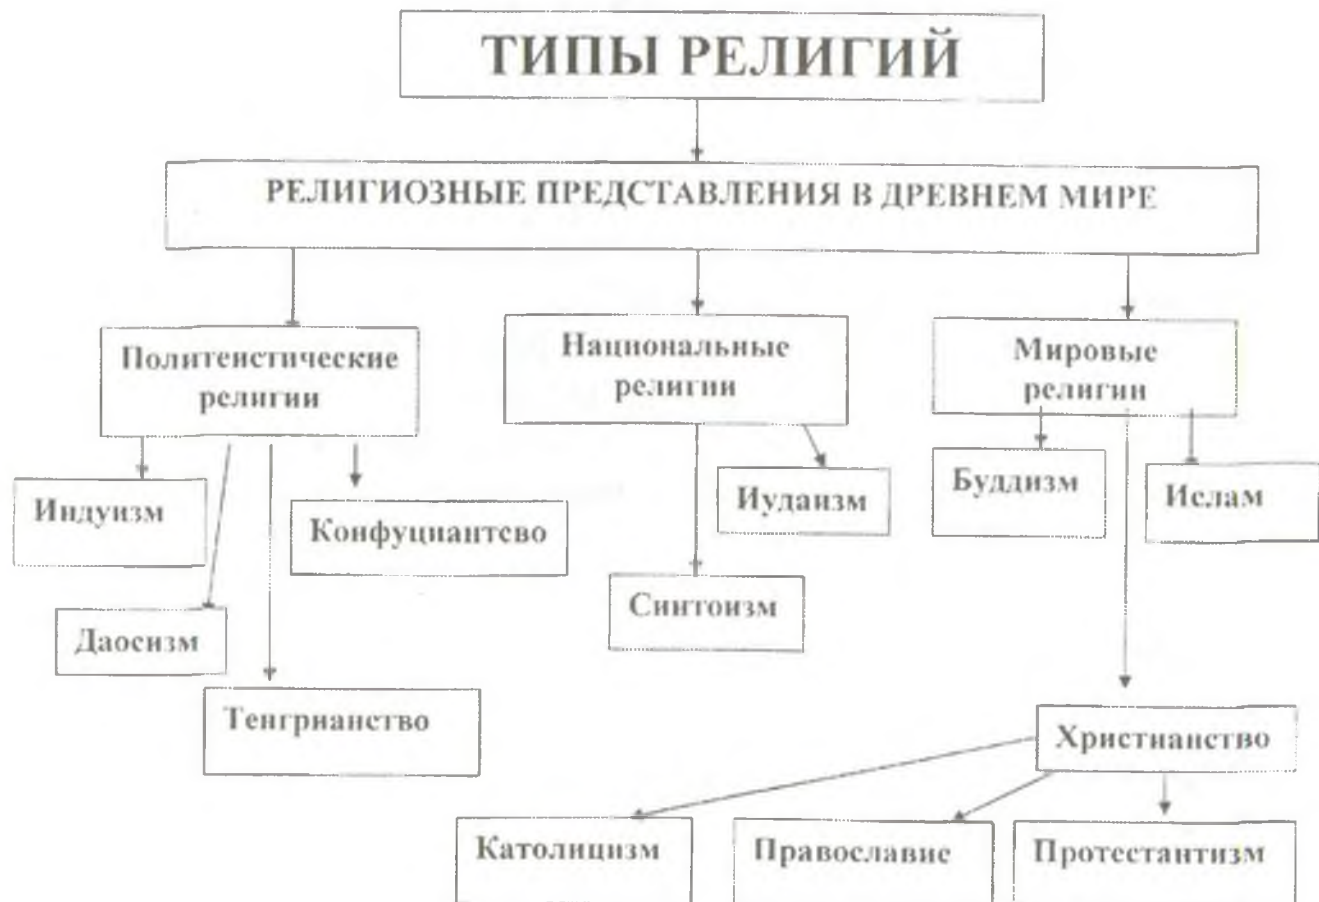 ТИПЫ РЕЛИГИЙ
РЕЛИГИОЗНЫЕ ПРЕДСТАВЛЕНИЯ В ДРЕВНЕМ МИРЕ
Политеистические
религии
Национальные
религии
Мировые
религии
Индуизм
Конфуциантсво
Иудаизм
Буддизм
Ислам
Даосизм
Синтоизм
Тенгрианство
Христианство
Католицизм
Православие
Протестантизм